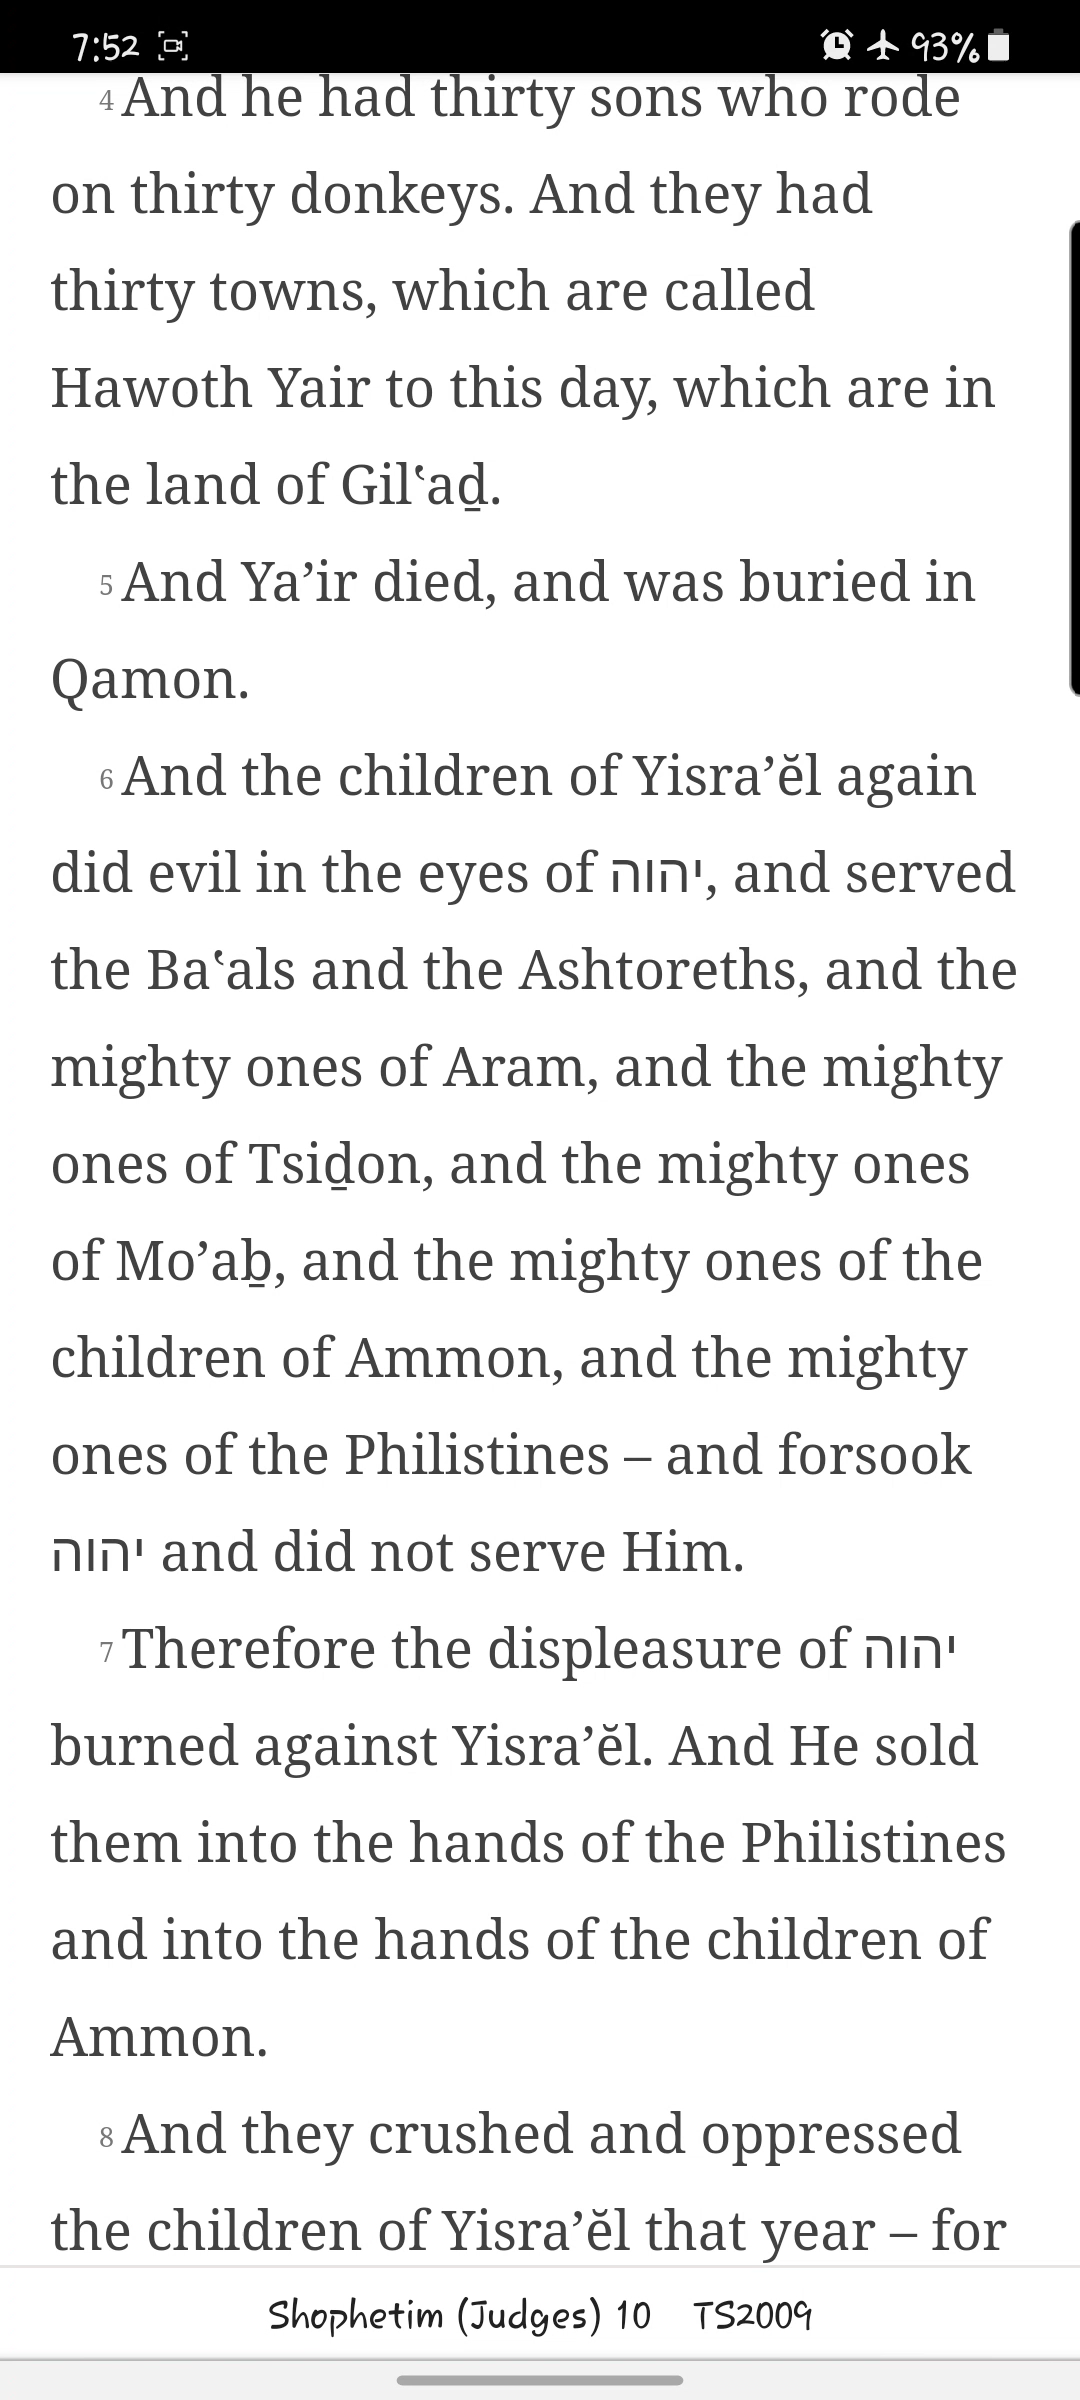 7:52 93%
4 And he had thirty sons who rode
on thirty donkeys. And they had
thirty towns, which are called
Hawoth Yair to this day, which are in
the land of Gilʽaḏ.
5 And Ya’ir died, and was buried in
Qamon.
6 And the children of Yisra’ĕl again
did evil in the eyes of יהוה, and served
the Baʽals and the Ashtoreths, and the
mighty ones of Aram, and the mighty
ones of Tsiḏon, and the mighty ones
of Mo’aḇ, and the mighty ones of the
children of Ammon, and the mighty
ones of the Philistines – and forsook
יהוה and did not serve Him.
7 Therefore the displeasure of יהוה
burned against Yisra’ĕl. And He sold
them into the hands of the Philistines
and into the hands of the children of
Ammon.
8 And they crushed and oppressed
the children of Yisra’ĕl that year – for
Shophetim (Judges) 10 TS2009